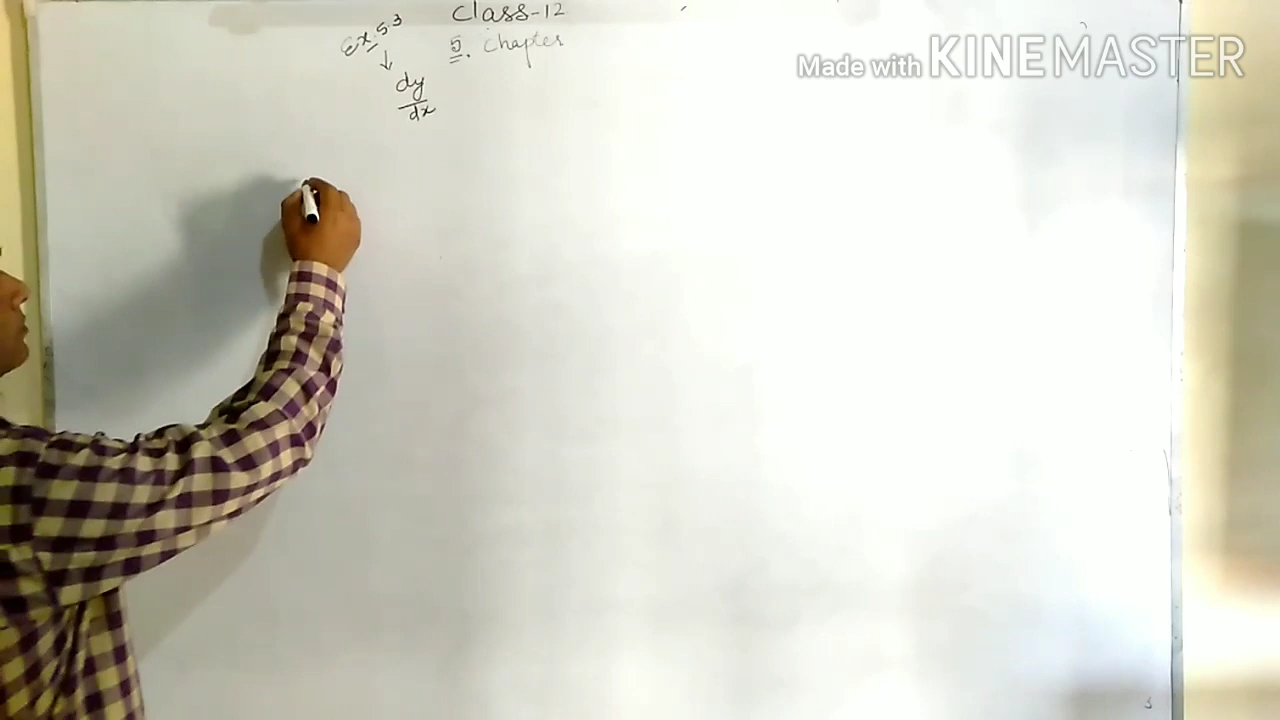 Class-12
Ex 5.3
5. Chapter
↓
dy
dx
Made with KINEMASTER